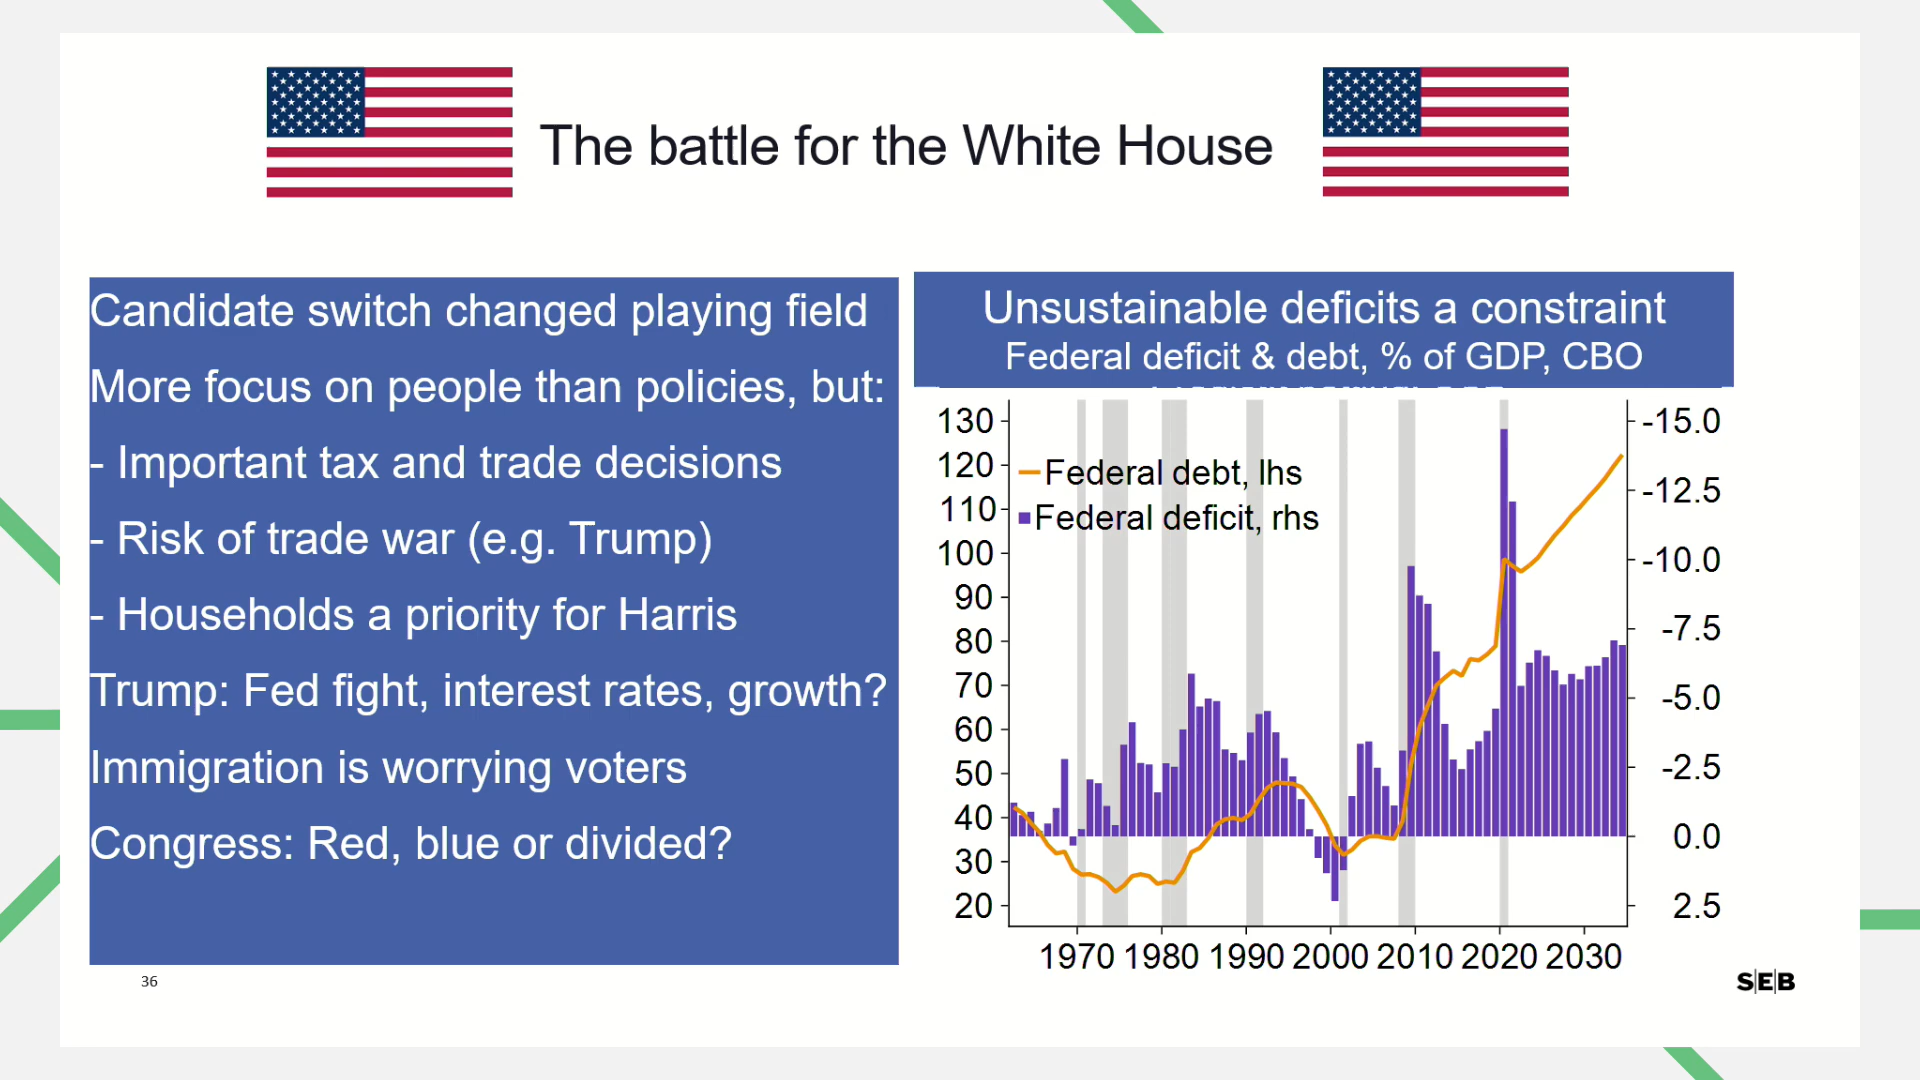 The battle for the White House
Candidate switch changed playing field
More focus on people than policies, but:
- Important tax and trade decisions
- Risk of trade war (e.g. Trump)
- Households a priority for Harris
Trump: Fed fight, interest rates, growth?
Immigration is worrying voters
Congress: Red, blue or divided?
Unsustainable deficits a constraint
Federal deficit & debt, % of GDP, CBO
Federal debt, lhs
Federal deficit, rhs
130
120
110
100
90
80
70
60
50
40
30
20
-15.0
-12.5
-10.0
-7.5
-5.0
-2.5
0.0
2.5
1970 1980 1990 2000 2010 2020 2030
36
SEB